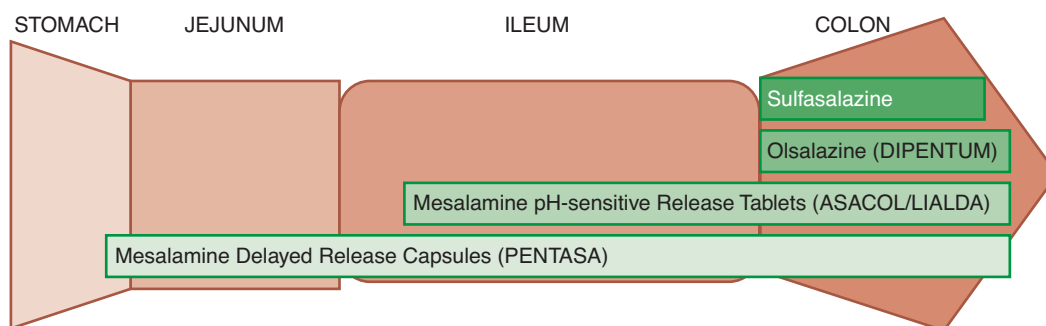 STOMACH JEJUNUM ILEUM COLON
Sulfasalazine
Olsalazine (DIPENTUM)
Mesalamine pH-sensitive Release Tablets (ASACOL/LIALDA)
Mesalamine Delayed Release Capsules (PENTASA)